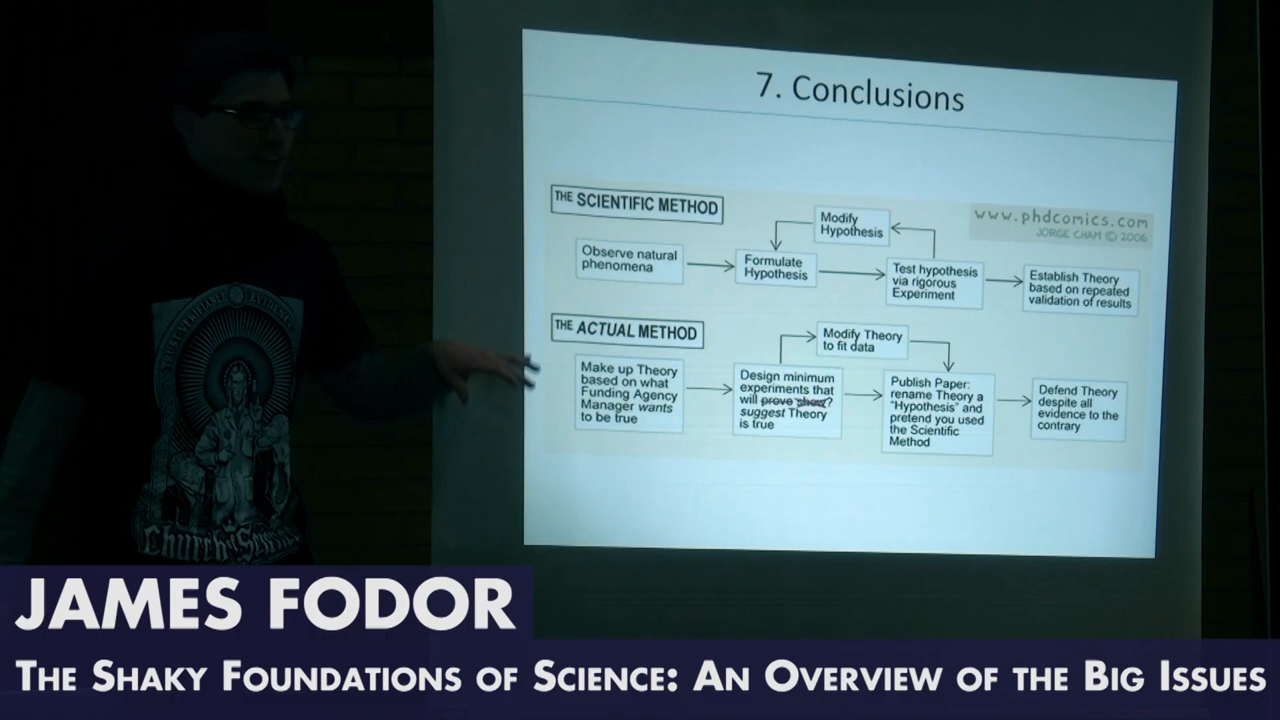 7. Conclusions
THE SCIENTIFIC METHOD
www.phdcomics.com
JORGE CHAM © 2006
Modify
Hypothesis
Observe natural
phenomena
Formulate
Hypothesis
Test hypothesis
via rigorous
Experiment
Establish Theory
based on repeated
validation of results
THE ACTUAL METHOD
Modify Theory
to fit data
Make up Theory
based on what
Funding Agency
Manager wants
to be true
Design minimum
experiments that
will prove show?
suggest Theory
is true
Publish Paper:
rename Theory a
"Hypothesis" and
pretend you used
the Scientific
Method
Defend Theory
despite all
evidence to the
contrary
Church of Science
JAMES FODOR
THE SHAKY FOUNDATIONS OF SCIENCE: AN OVERVIEW OF THE BIG ISSUES